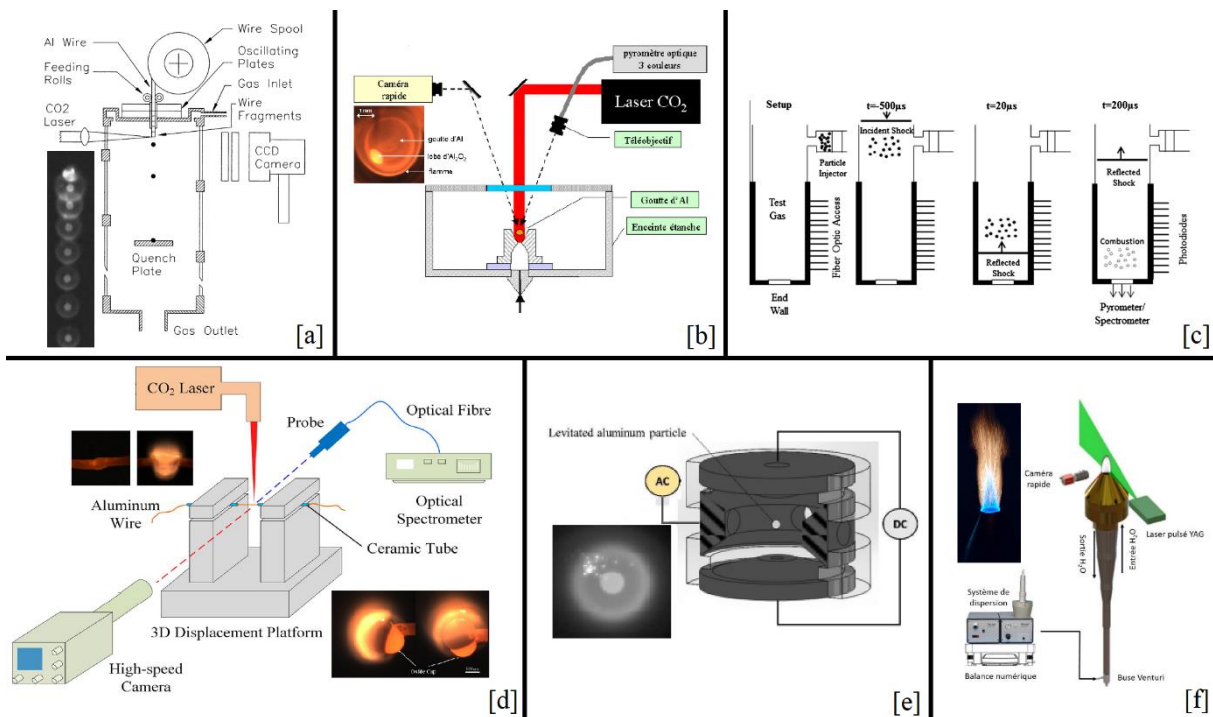 Wire Spool
Al Wire
Oscillating
Plates
Feeding
Rolls
Gas Inlet
CO2
Laser
Wire
Fragments
CCD
Camera
Quench
Plate
Gas Outlet
[a]
pyromètre optique
3 couleurs
Caméra
rapide
Laser CO₂
1 mm
goutte d'Al
lobe d'Al₂O₃
flamme
Téléobjectif
Goutte d'Al
Enceinte étanche
[b]
Setup
t=-500µs
t=20µs
t=200µs
Incident Shock
Particle
Injector
Reflected
Shock
Test
Gas
Fiber Optic Access
Reflected
Shock
Combustion
Photodiodes
End
Wall
Pyrometer/
Spectrometer
[c]
CO₂ Laser
Optical Fibre
Probe
Aluminum
Wire
Optical
Spectrometer
Ceramic Tube
3D Displacement Platform
Oxide Cap
High-speed
Camera
[d]
Levitated aluminum particle
AC
DC
[e]
Caméra
rapide
Laser pulsé YAG
Sortie H₂O
Entrée H₂O
Système de
dispersion
Balance numérique
Buse Venturi
[f]